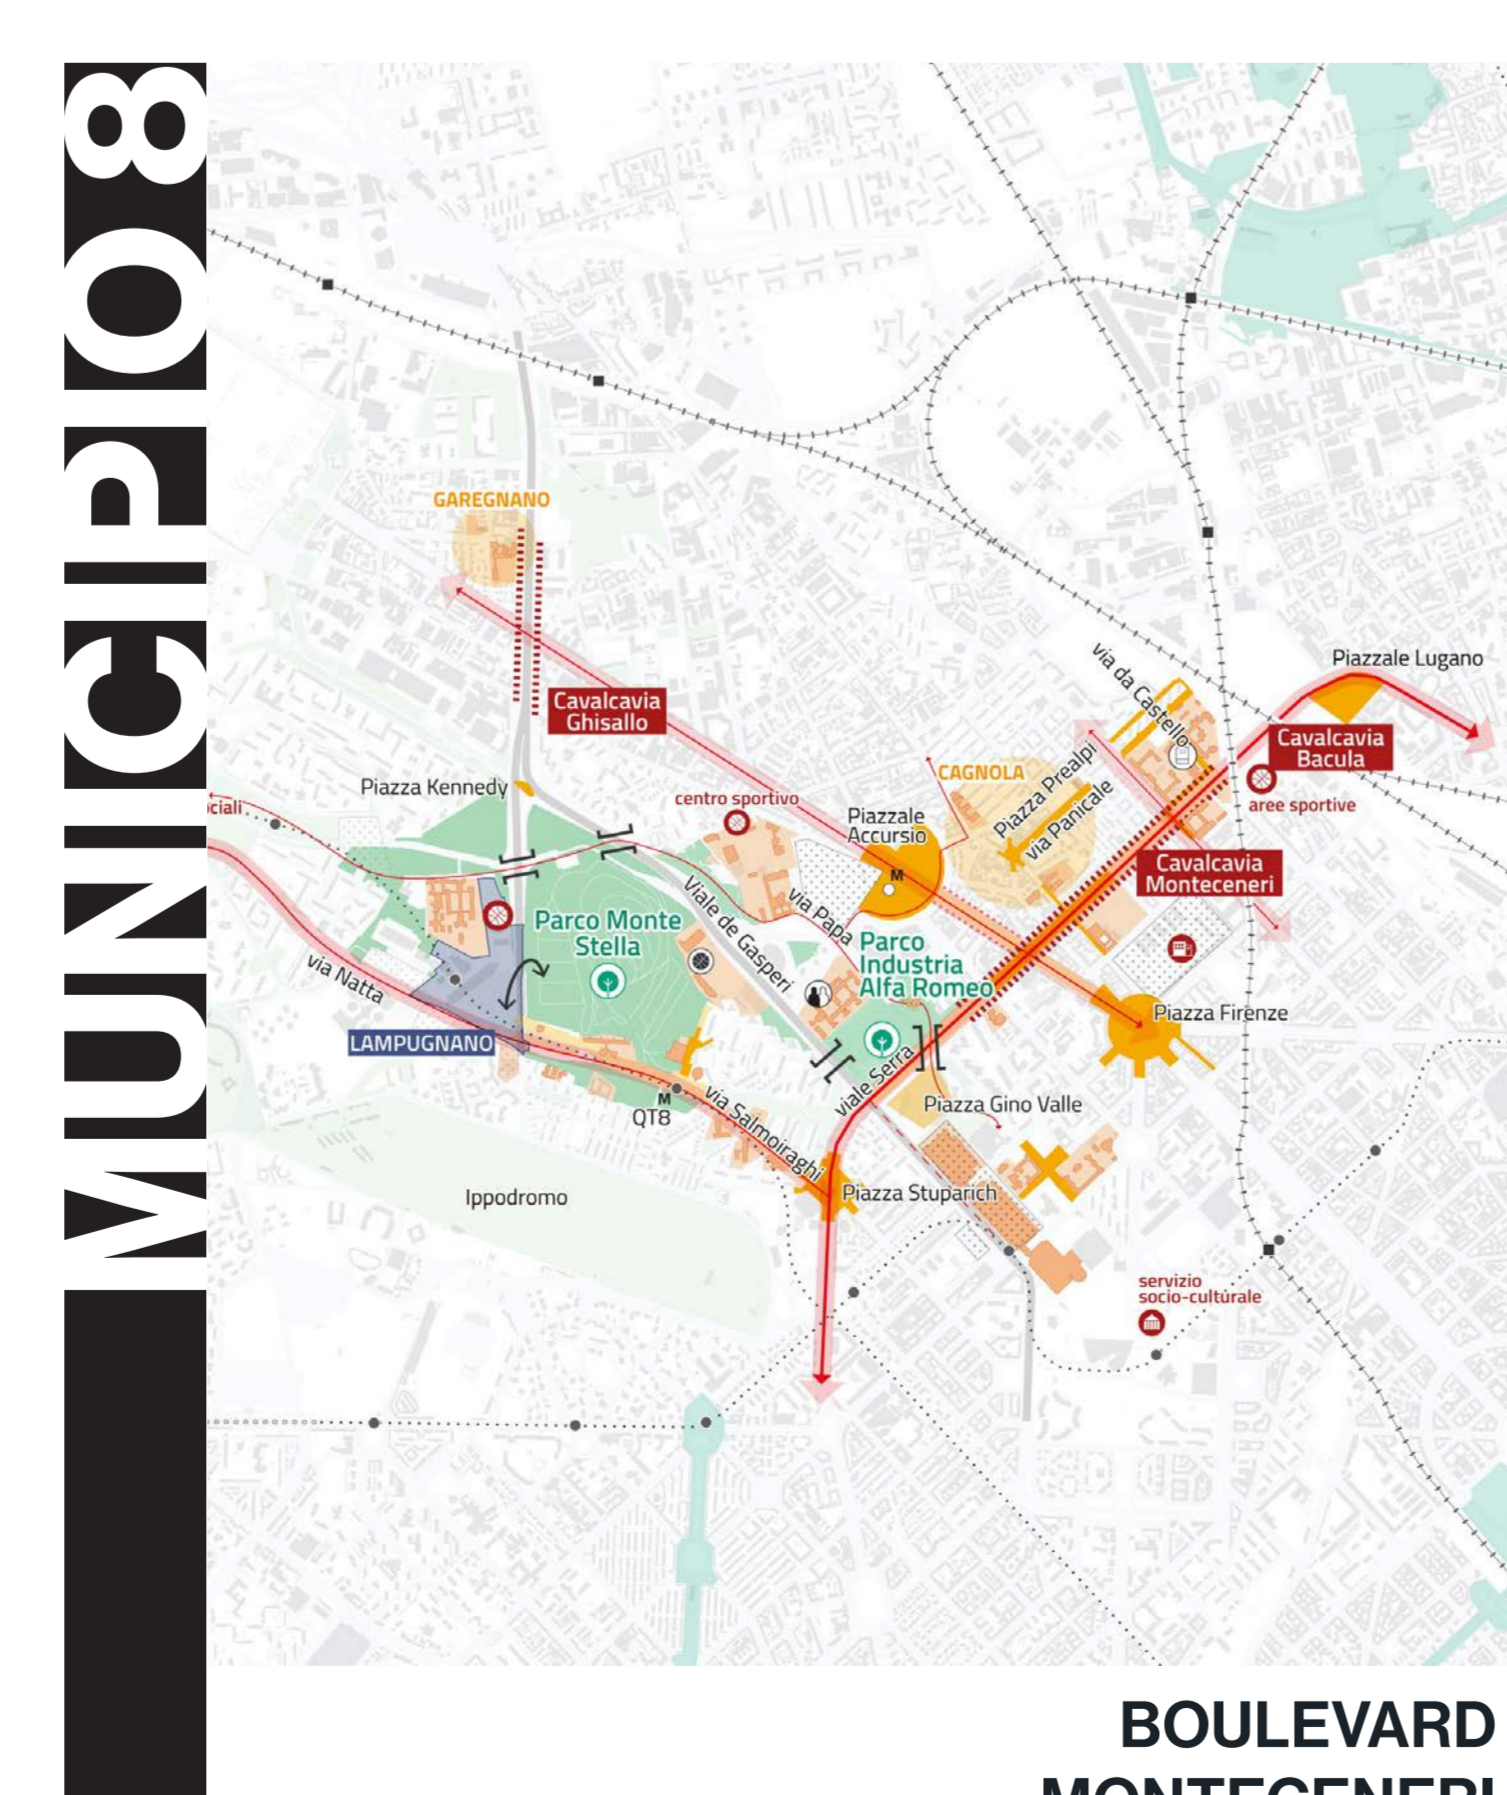 MUNICIPIO 8
GAREGNANO
Cavalcavia
Ghisallo
Piazza Kennedy
ciali
centro sportivo
Piazzale
Accursio
M
CAGNOLA
Piazza Prealpi
via Panicale
via da Castello
Piazzale Lugano
Cavalcavia
Bacula
aree sportive
Cavalcavia
Monteceneri
Parco Monte
Stella
Viale de Gasperi
via Papa
Parco
Industria
Alfa Romeo
via Natta
LAMPUGNANO
Piazza Firenze
viale Serra
Piazza Gino Valle
M
QT8
via Salmoiraghi
Ippodromo
Piazza Stuparich
servizio
socio-culturale
BOULEVARD
MONTECENERI